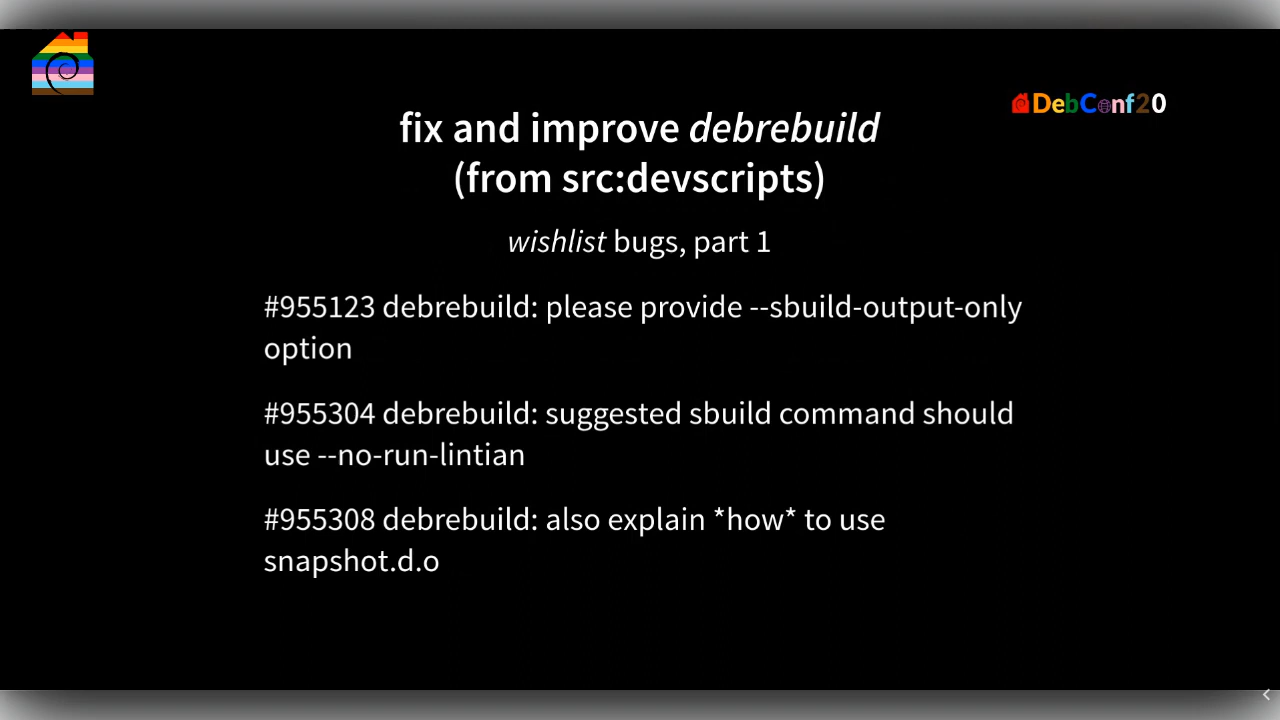 DebConf20
fix and improve debrebuild
(from src:devscripts)
wishlist bugs, part 1
#955123 debrebuild: please provide --sbuild-output-only
option
#955304 debrebuild: suggested sbuild command should
use --no-run-lintian
#955308 debrebuild: also explain *how* to use
snapshot.d.o